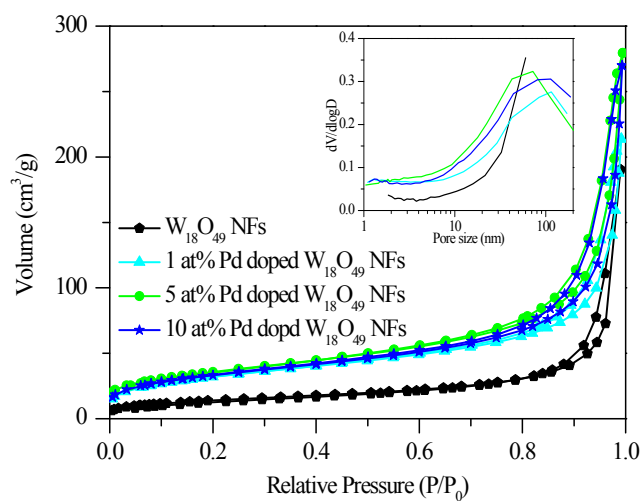 300
200
100
0
Volume (cm³/g)
0.0 0.2 0.4 0.6 0.8 1.0
Relative Pressure (P/P₀)
W₁₈O₄₉ NFs
1 at% Pd doped W₁₈O₄₉ NFs
5 at% Pd doped W₁₈O₄₉ NFs
10 at% Pd dopd W₁₈O₄₉ NFs
0.4
0.3
0.2
0.1
0.0
dV/dlogD
1 10 100
Pore size (nm)